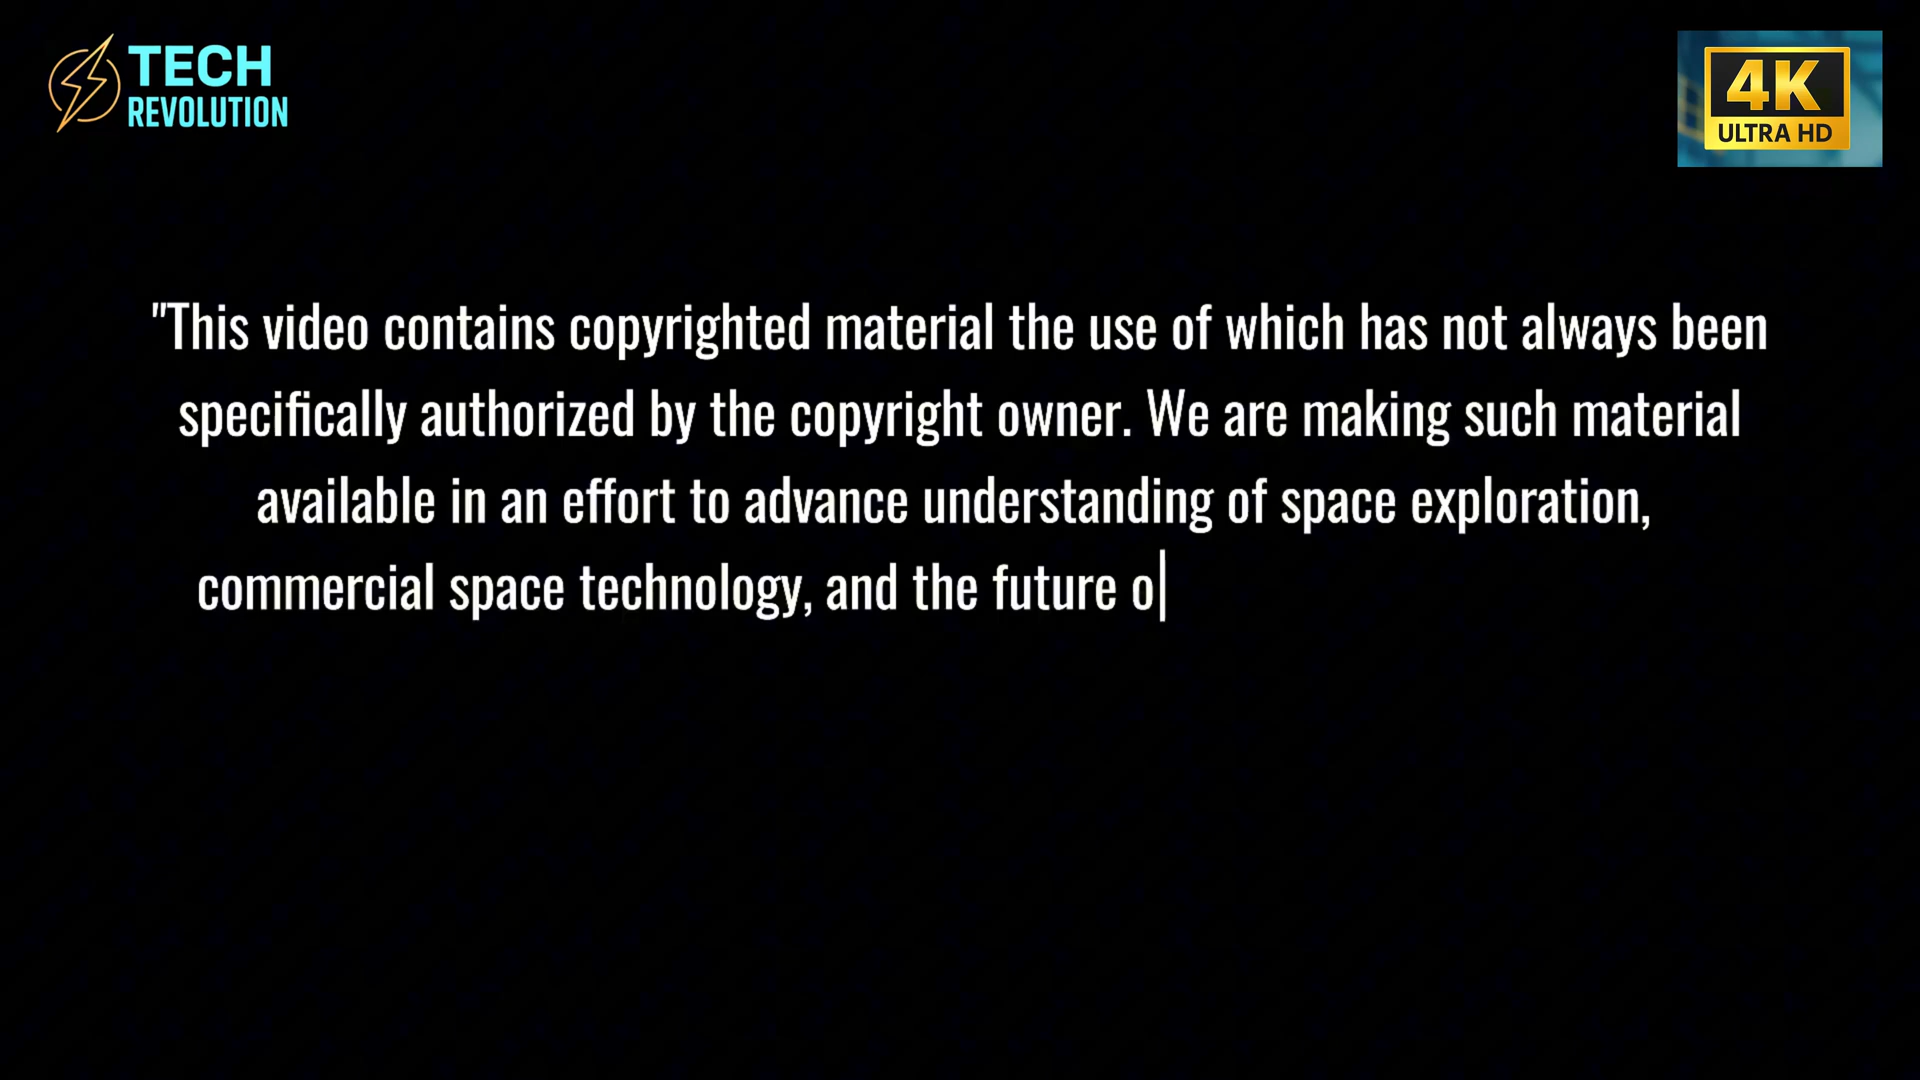 TECH
REVOLUTION
4K
ULTRA HD
"This video contains copyrighted material the use of which has not always been
specifically authorized by the copyright owner. We are making such material
available in an effort to advance understanding of space exploration,
commercial space technology, and the future o